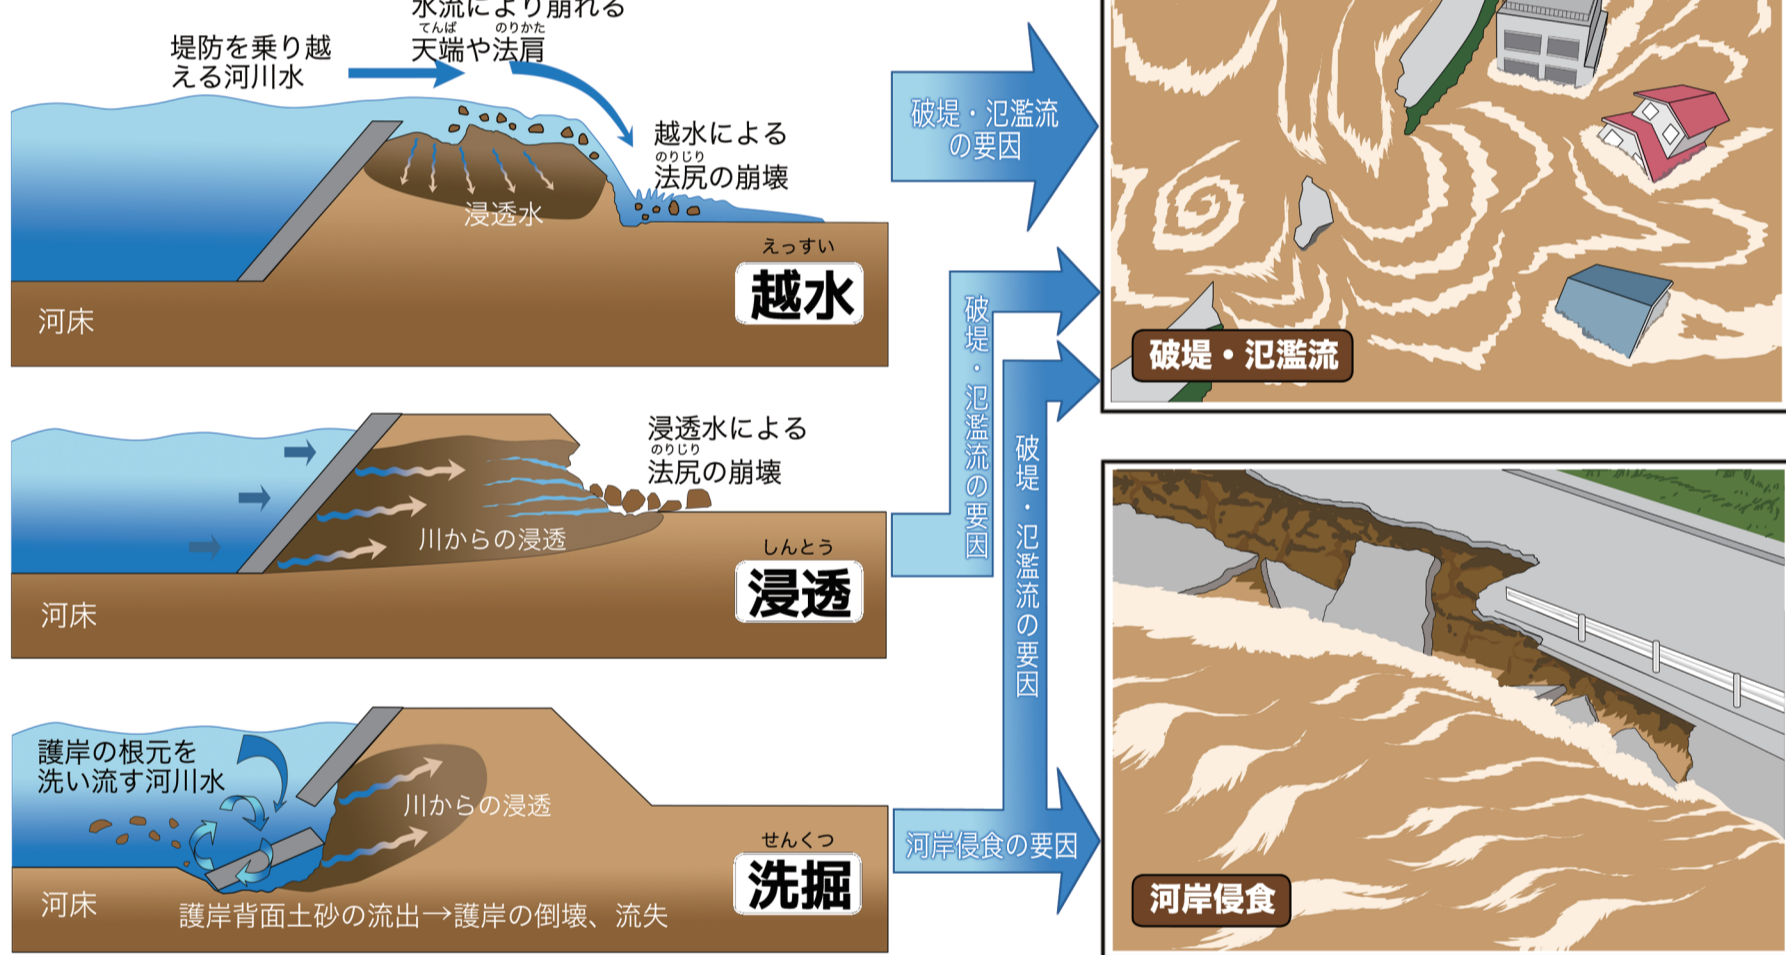 水流により崩れる
てんば のりかた
天端や法肩
堤防を乗り越
える河川水
越水による
のりじり
法尻の崩壊
浸透水
えっすい
越水
河床
破堤・氾濫流
の要因
破堤・氾濫流
浸透水による
のりじり
法尻の崩壊
川からの浸透
しんとう
浸透
河床
破堤・氾濫流の要因
破堤・氾濫流の要因
護岸の根元を
洗い流す河川水
川からの浸透
せんくつ
洗掘
河床
護岸背面土砂の流出→護岸の倒壊、流失
河岸侵食の要因
河岸侵食